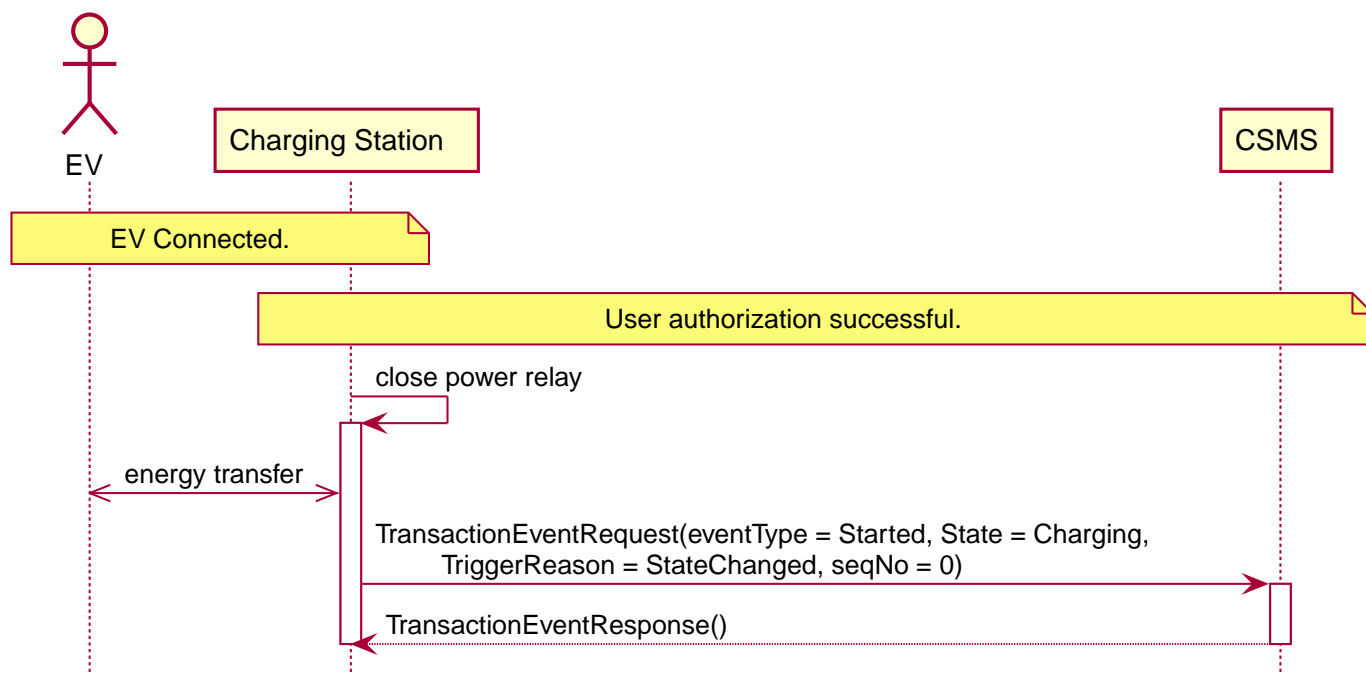 EV
Charging Station
CSMS
EV Connected.
User authorization successful.
close power relay
energy transfer
TransactionEventRequest(eventType = Started, State = Charging,
TriggerReason = StateChanged, seqNo = 0)
TransactionEventResponse()